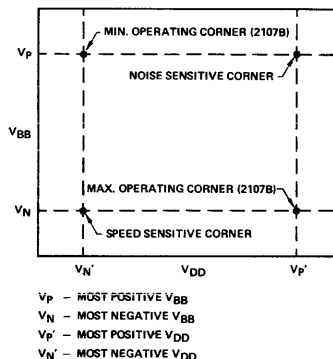 MIN. OPERATING CORNER (2107B)
VP
NOISE SENSITIVE CORNER
VBB
MAX. OPERATING CORNER (2107B)
VN
SPEED SENSITIVE CORNER
VN' VDD VP'
VP – MOST POSITIVE VBB
VN – MOST NEGATIVE VBB
VP' – MOST POSITIVE VDD
VN' – MOST NEGATIVE VDD